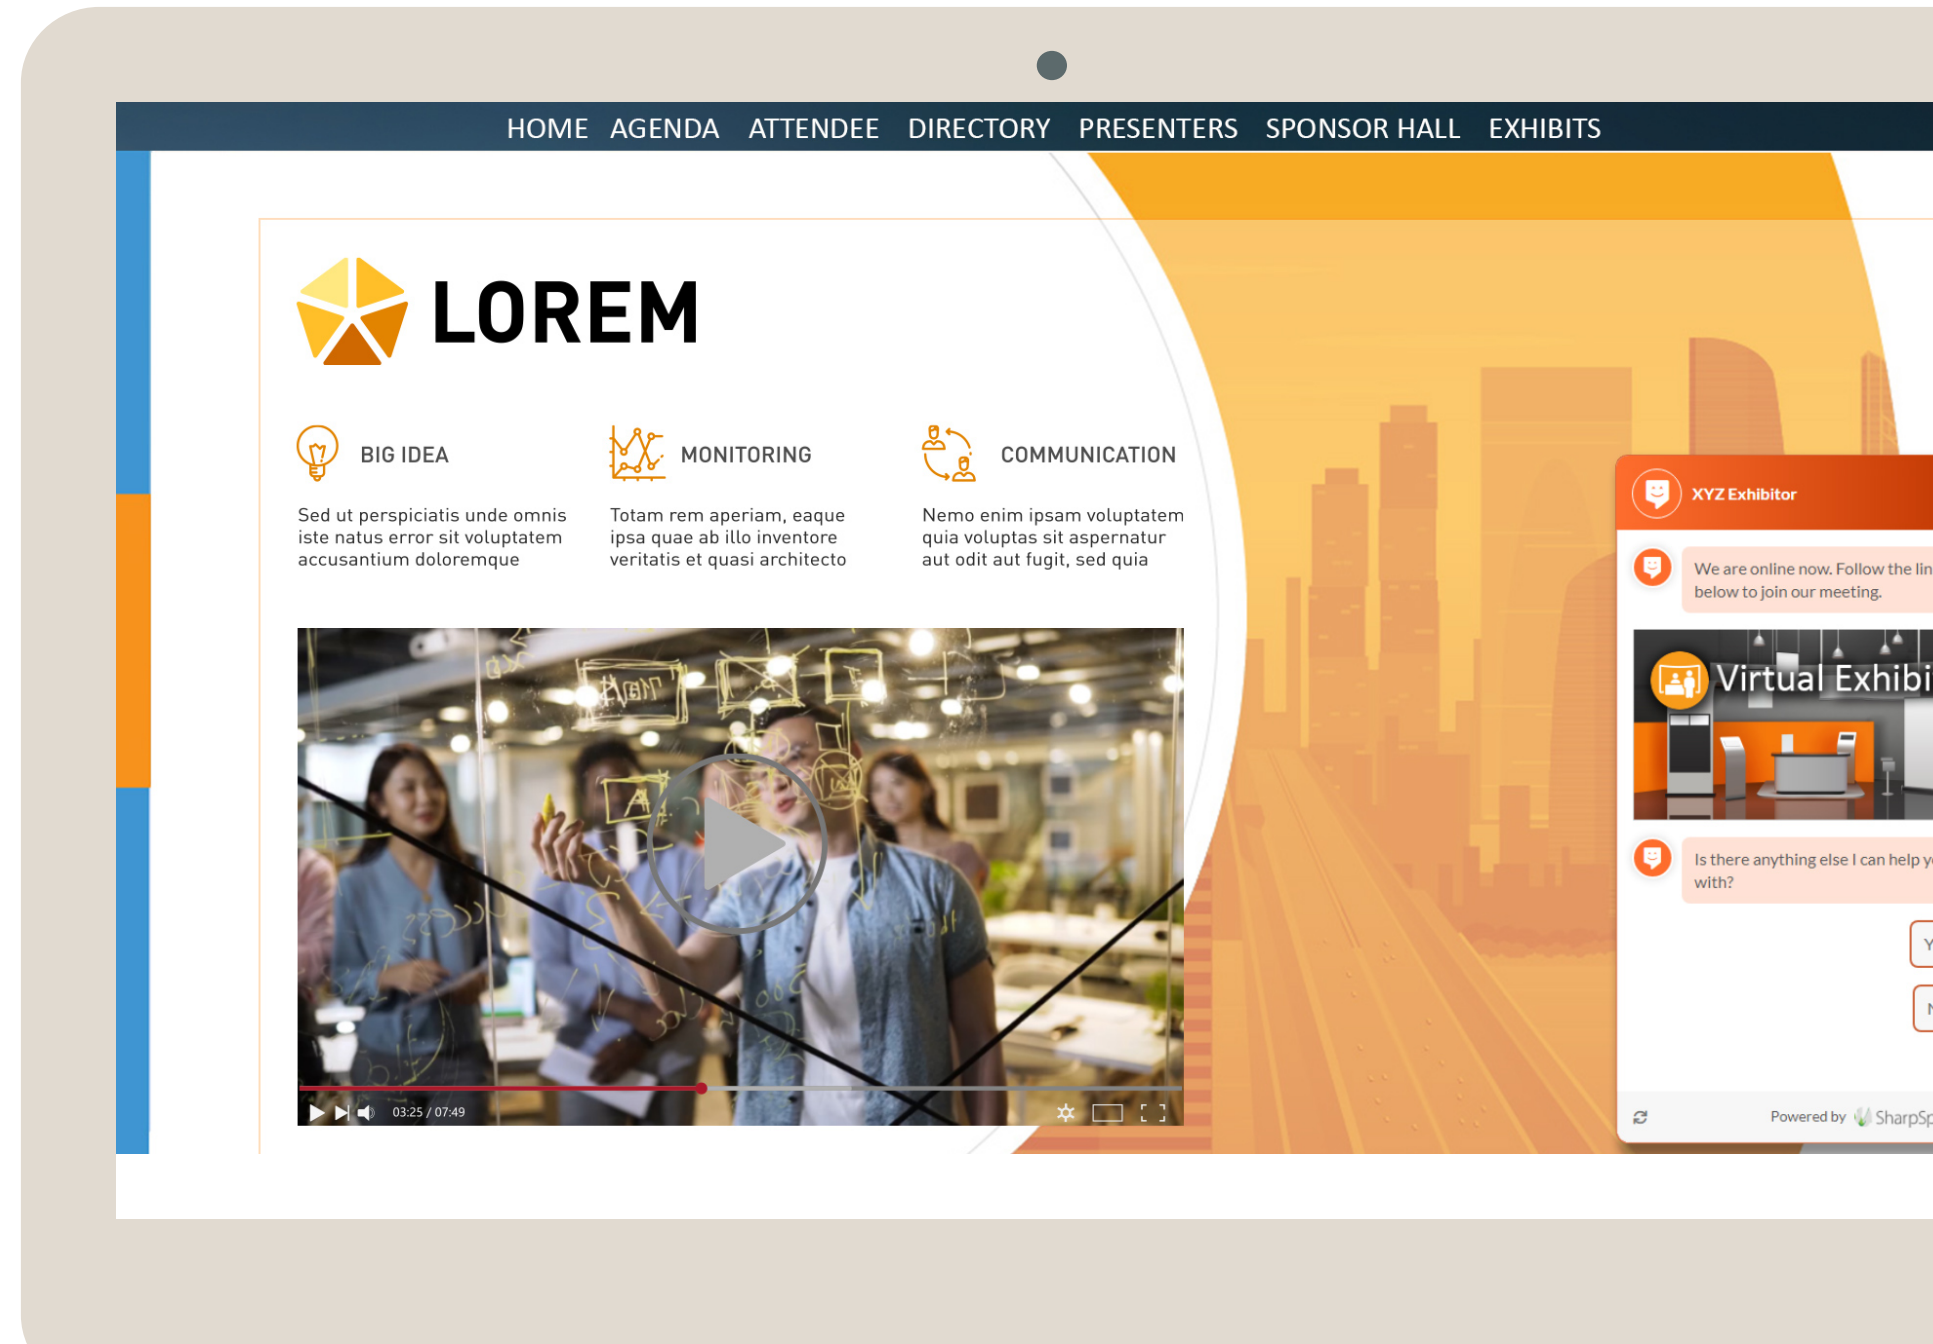 HOME AGENDA ATTENDEE DIRECTORY PRESENTERS SPONSOR HALL EXHIBITS
LOREM
BIG IDEA
Sed ut perspiciatis unde omnis
iste natus error sit voluptatem
accusantium doloremque
MONITORING
Totam rem aperiam, eaque
ipsa quae ab illo inventore
veritatis et quasi architecto
COMMUNICATION
Nemo enim ipsam voluptatem
quia voluptas sit aspernatur
aut odit aut fugit, sed quia
03:25 / 07:49
XYZ Exhibitor
We are online now. Follow the
below to join our meeting.
Virtual
Is there anything else I can help
with?
Powered by